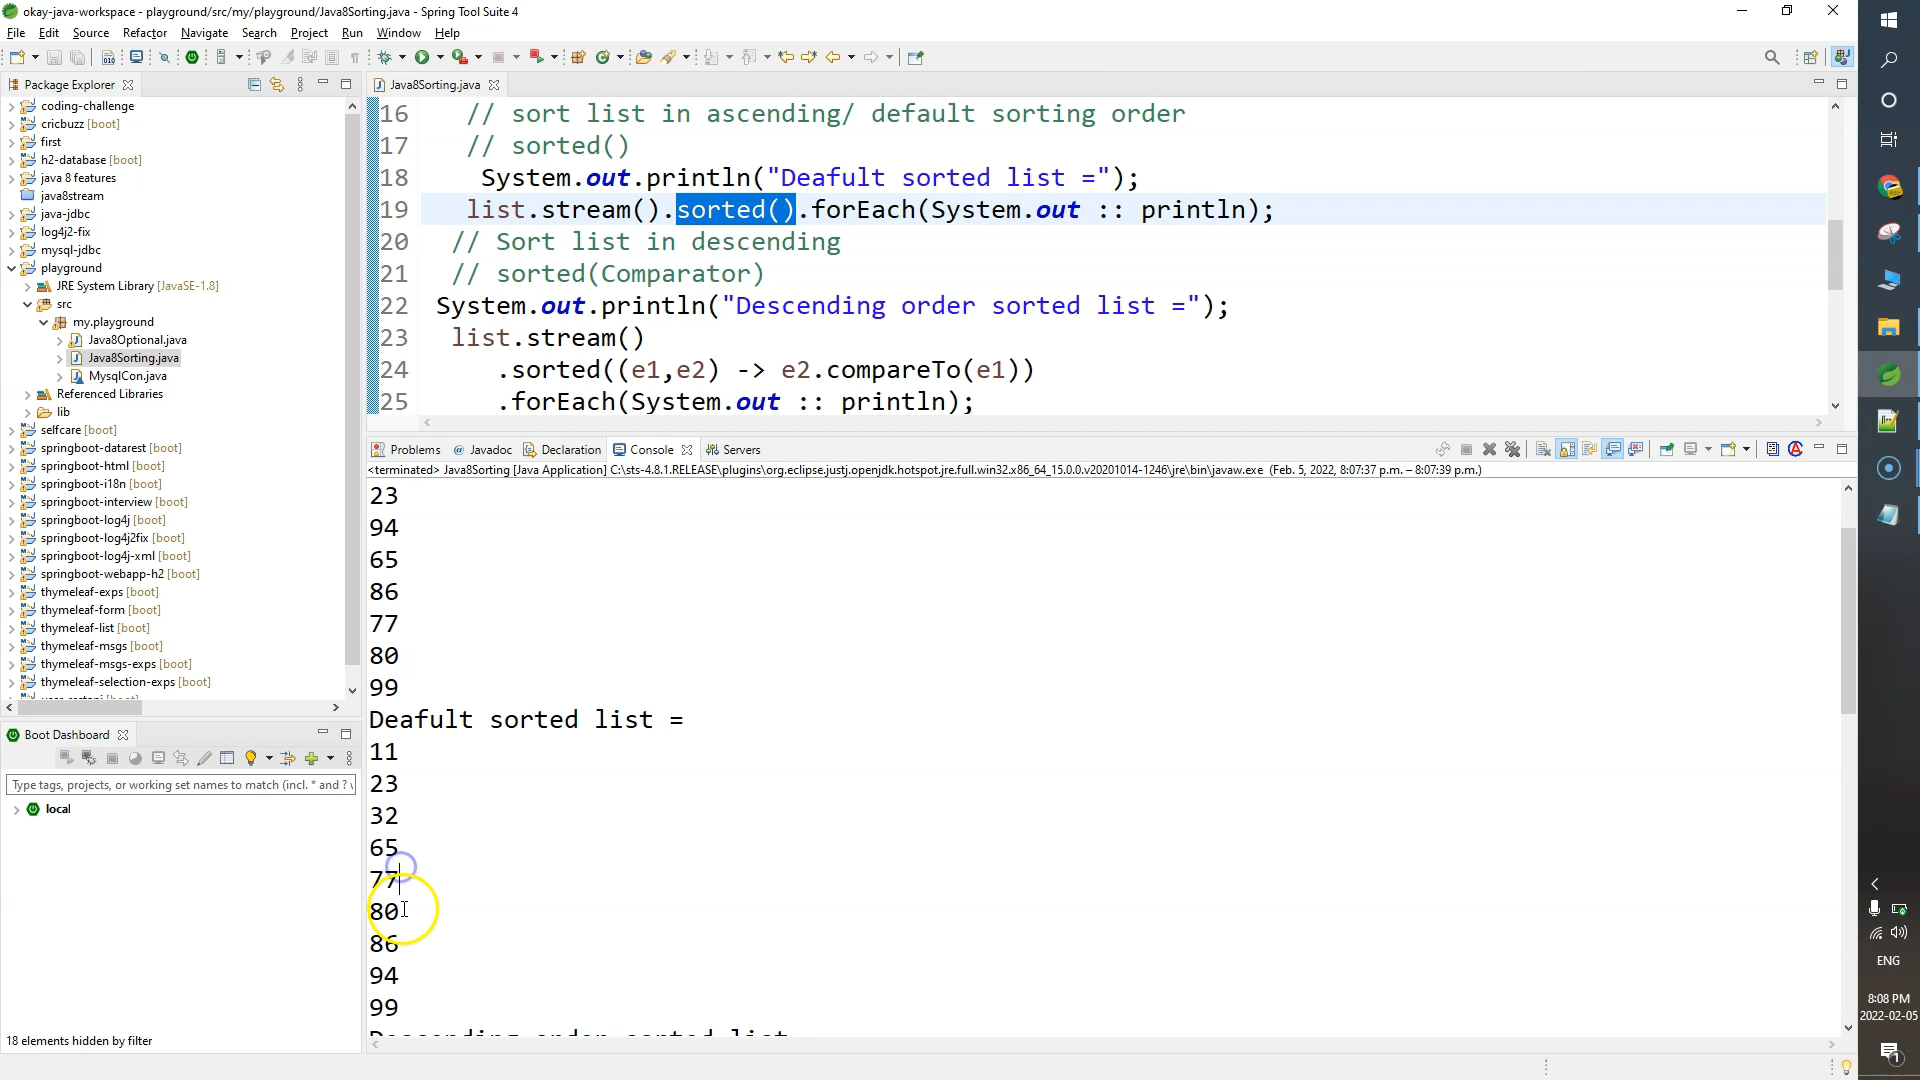 okay-java-workspace - playground/src/my/playground/Java8Sorting.java - Spring Tool Suite 4
File Edit Source Refactor Navigate Search Project Run Window Help
Package Explorer
coding-challenge
cricbuzz [boot]
first
h2-database [boot]
java 8 features
java8stream
java-jdbc
log4j2-fix
mysql-jdbc
playground
JRE System Library [JavaSE-1.8]
src
my.playground
Java8Optional.java
Java8Sorting.java
MysqlCon.java
Referenced Libraries
lib
selfcare [boot]
springboot-datarest [boot]
springboot-html [boot]
springboot-i18n [boot]
springboot-interview [boot]
springboot-log4j [boot]
springboot-log4j2fix [boot]
springboot-log4j-xml [boot]
springboot-webapp-h2 [boot]
thymeleaf-exps [boot]
thymeleaf-form [boot]
thymeleaf-list [boot]
thymeleaf-msgs [boot]
thymeleaf-msgs-exps [boot]
thymeleaf-selection-exps [boot]
Boot Dashboard
Type tags, projects, or working set names to match (incl. * and ?
local
18 elements hidden by filter
Java8Sorting.java
16 // sort list in ascending/ default sorting order
17 // sorted()
18 System.out.println("Deafult sorted list =");
19 list.stream().sorted().forEach(System.out :: println);
20 // Sort list in descending
21 // sorted(Comparator)
22 System.out.println("Descending order sorted list =");
23 list.stream()
24 .sorted((e1,e2) -> e2.compareTo(e1))
25 .forEach(System.out :: println);
Problems Javadoc Declaration Console Servers
<terminated> Java8Sorting [Java Application] C:\sts-4.8.1.RELEASE\plugins\org.eclipse.justj.openjdk.hotspot.jre.full.win32.x86_64_15.0.0.v20201014-1246\jre\bin\javaw.exe (Feb. 5, 2022, 8:07:37 p.m. – 8:07:39 p.m.)
23
94
65
86
77
80
99
Deafult sorted list =
11
23
32
65
77
80
86
94
99
Descending order sorted list
ENG
8:08 PM
2022-02-05
1